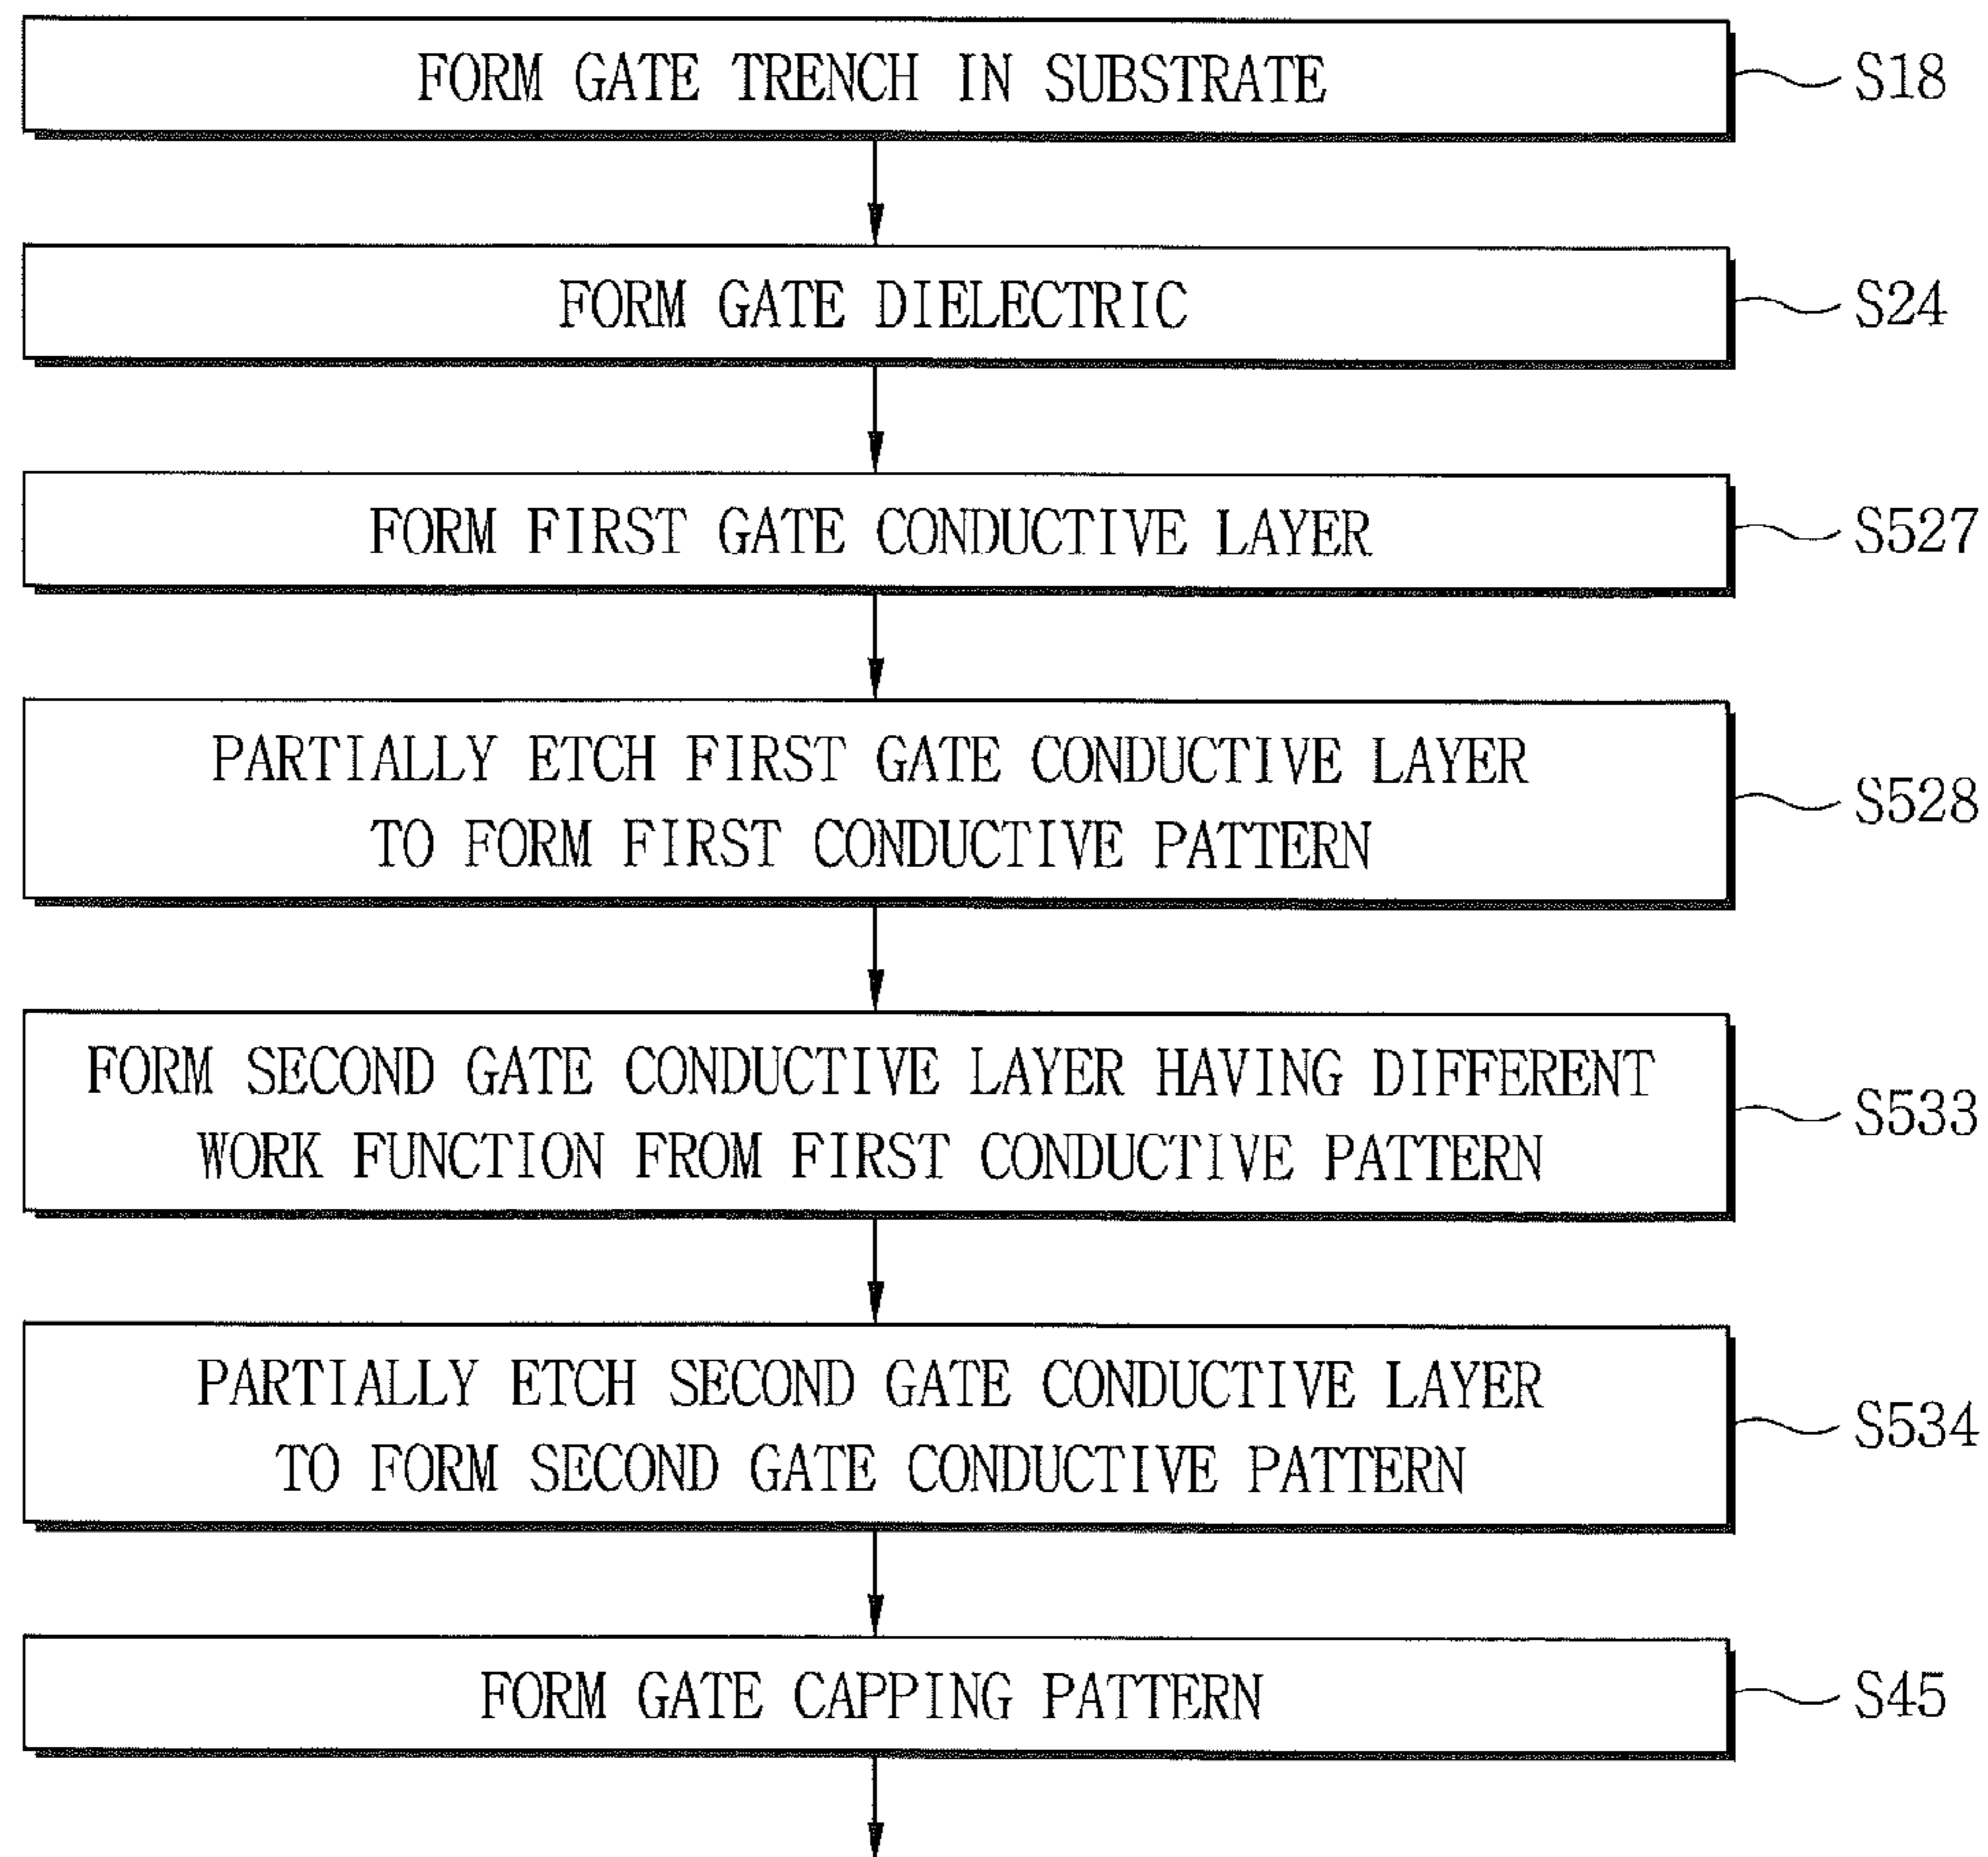 FORM GATE TRENCH IN SUBSTRATE
S18
FORM GATE DIELECTRIC
S24
FORM FIRST GATE CONDUCTIVE LAYER
S527
PARTIALLY ETCH FIRST GATE CONDUCTIVE LAYER
TO FORM FIRST CONDUCTIVE PATTERN
S528
FORM SECOND GATE CONDUCTIVE LAYER HAVING DIFFERENT
WORK FUNCTION FROM FIRST CONDUCTIVE PATTERN
S533
PARTIALLY ETCH SECOND GATE CONDUCTIVE LAYER
TO FORM SECOND GATE CONDUCTIVE PATTERN
S534
FORM GATE CAPPING PATTERN
S45